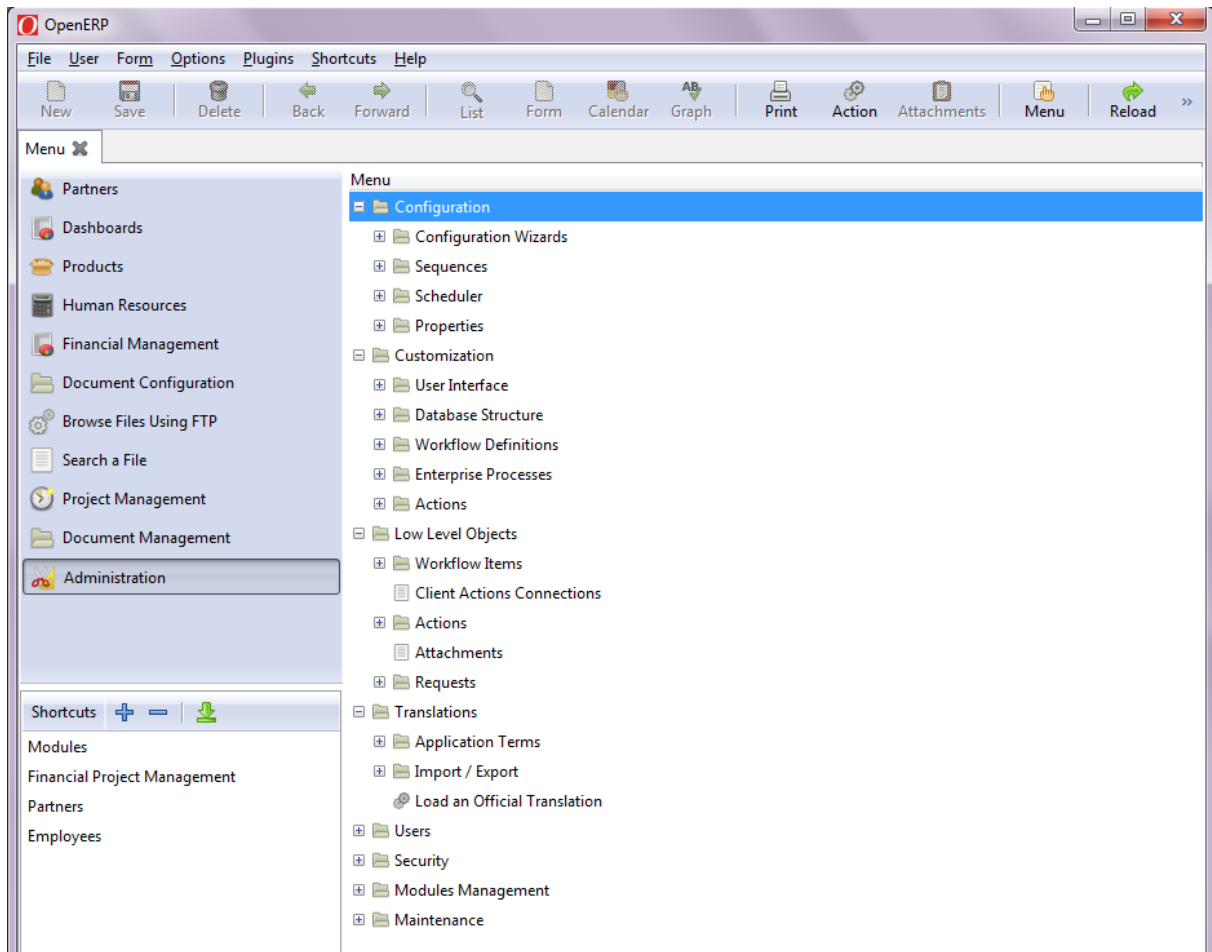 OpenERP
File User Form Options Plugins Shortcuts Help
New Save Delete Back Forward List Form Calendar Graph Print Action Attachments Menu Reload »
Menu
Partners
Dashboards
Products
Human Resources
Financial Management
Document Configuration
Browse Files Using FTP
Search a File
Project Management
Document Management
Administration
Shortcuts
Modules
Financial Project Management
Partners
Employees
Menu
Configuration
Configuration Wizards
Sequences
Scheduler
Properties
Customization
User Interface
Database Structure
Workflow Definitions
Enterprise Processes
Actions
Low Level Objects
Workflow Items
Client Actions Connections
Actions
Attachments
Requests
Translations
Application Terms
Import / Export
Load an Official Translation
Users
Security
Modules Management
Maintenance